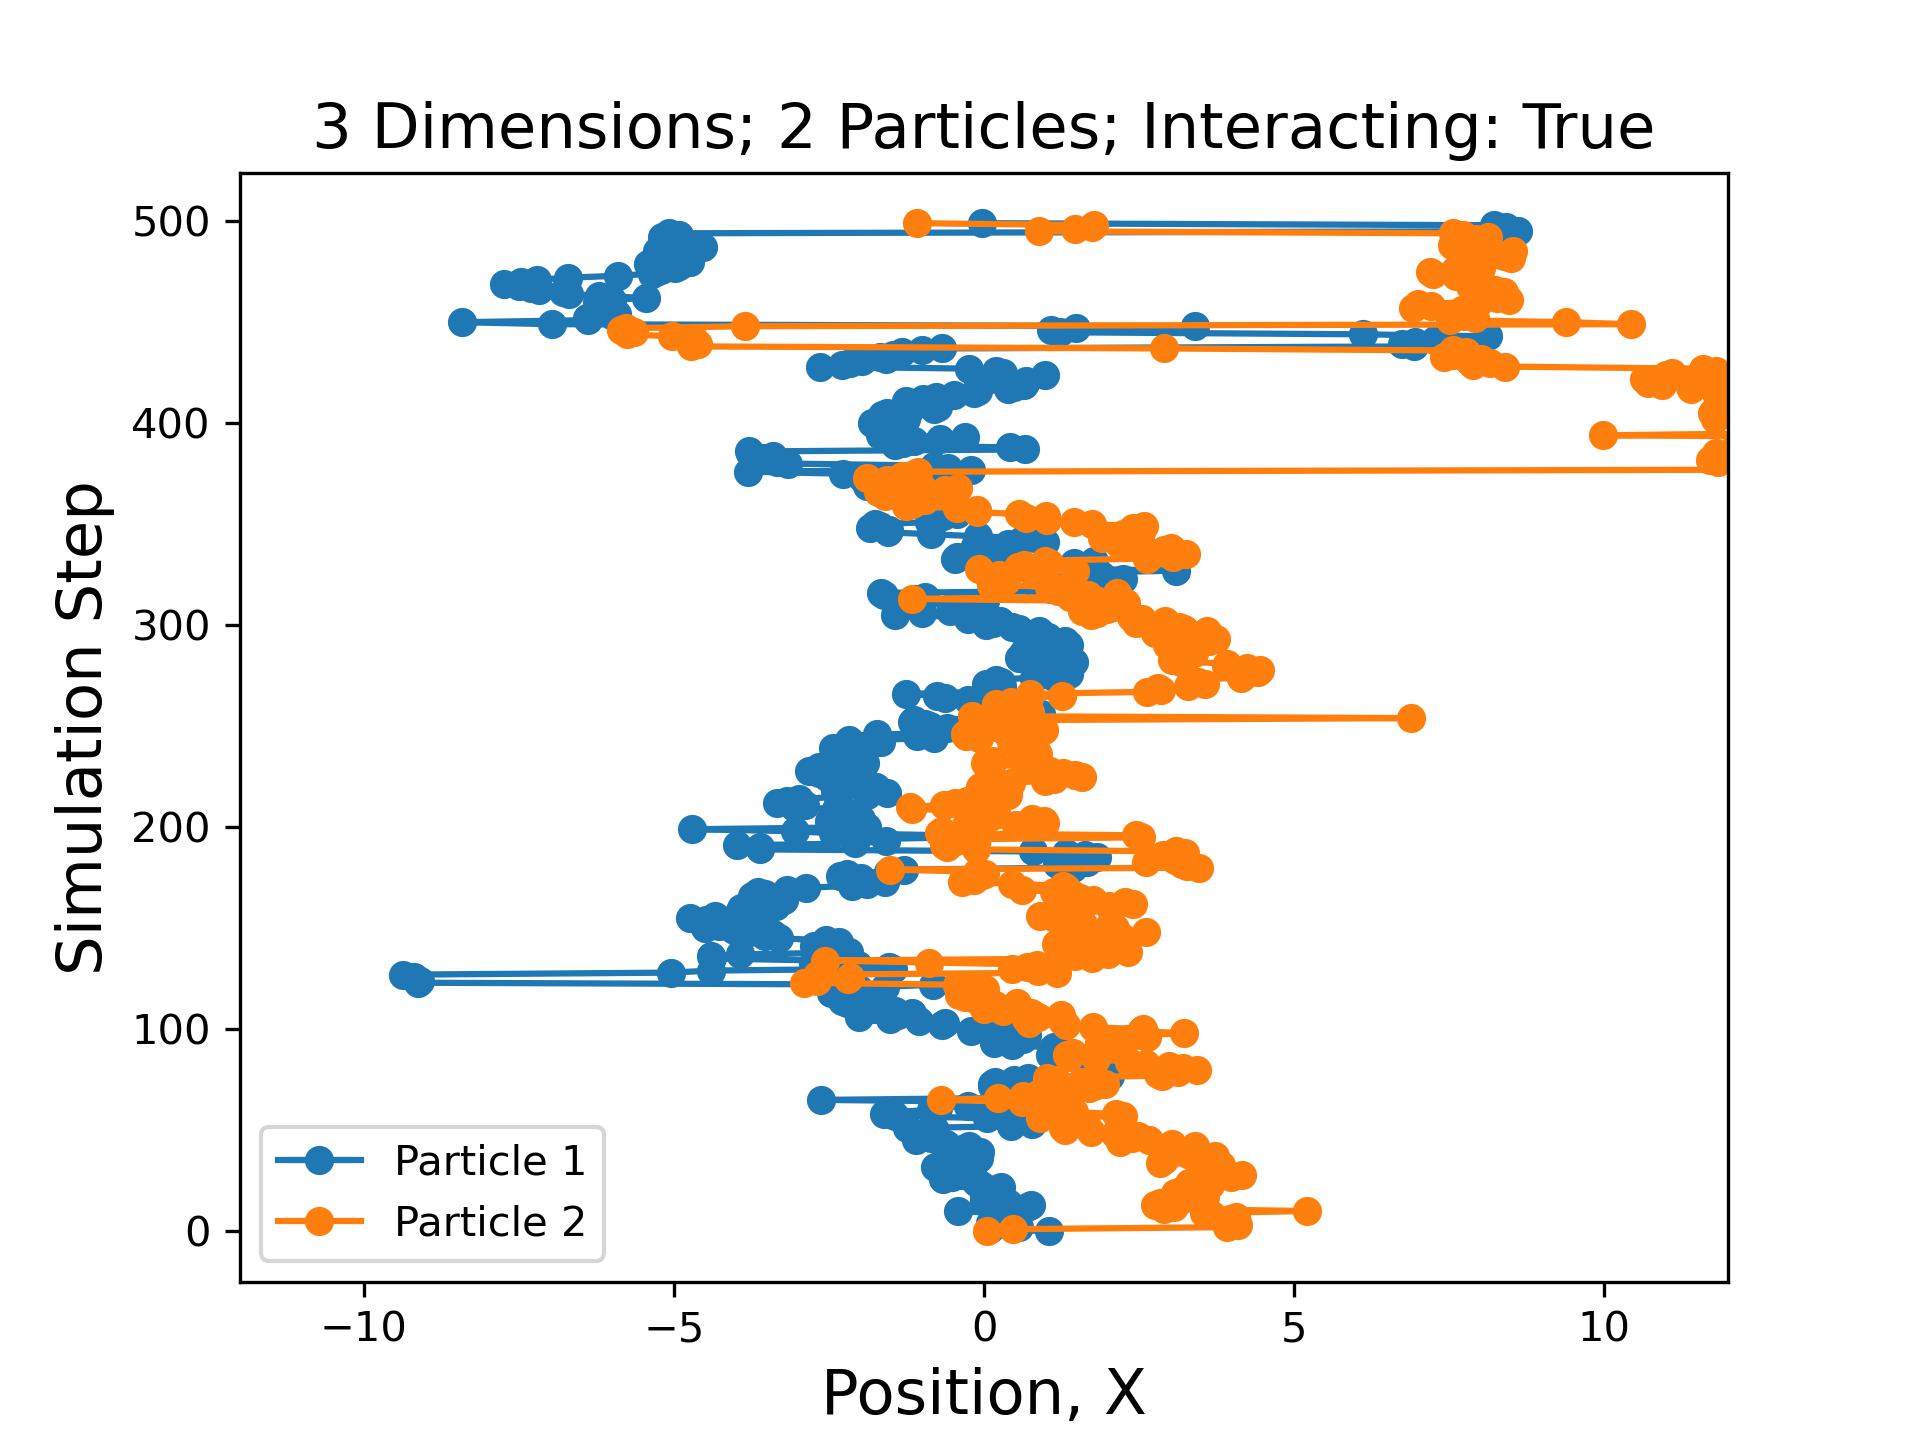 3 Dimensions; 2 Particles; Interacting: True
500
400
300
200
100
0
Simulation Step
Particle 1
Particle 2
−10
−5
0
5
10
Position, X